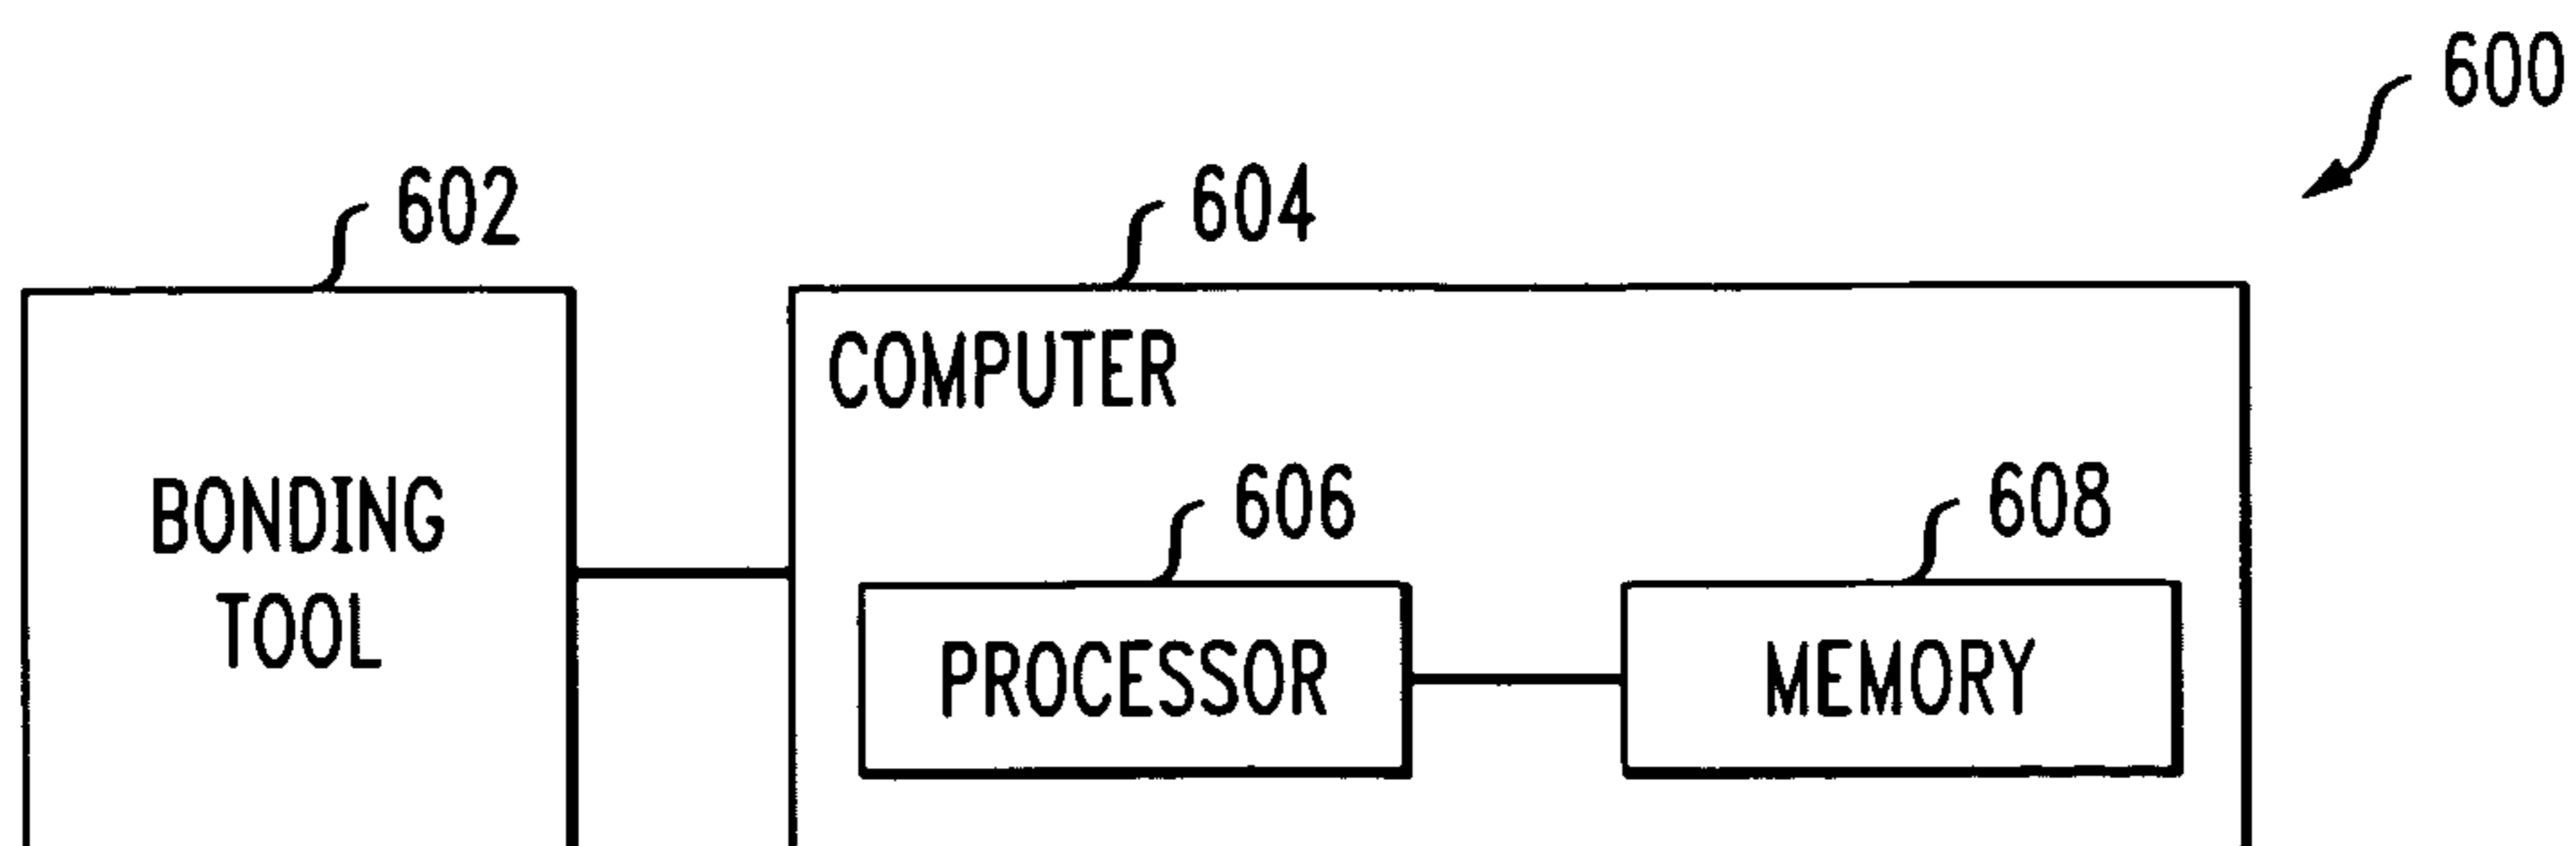 600
602
604
COMPUTER
BONDING
TOOL
606
608
PROCESSOR
MEMORY